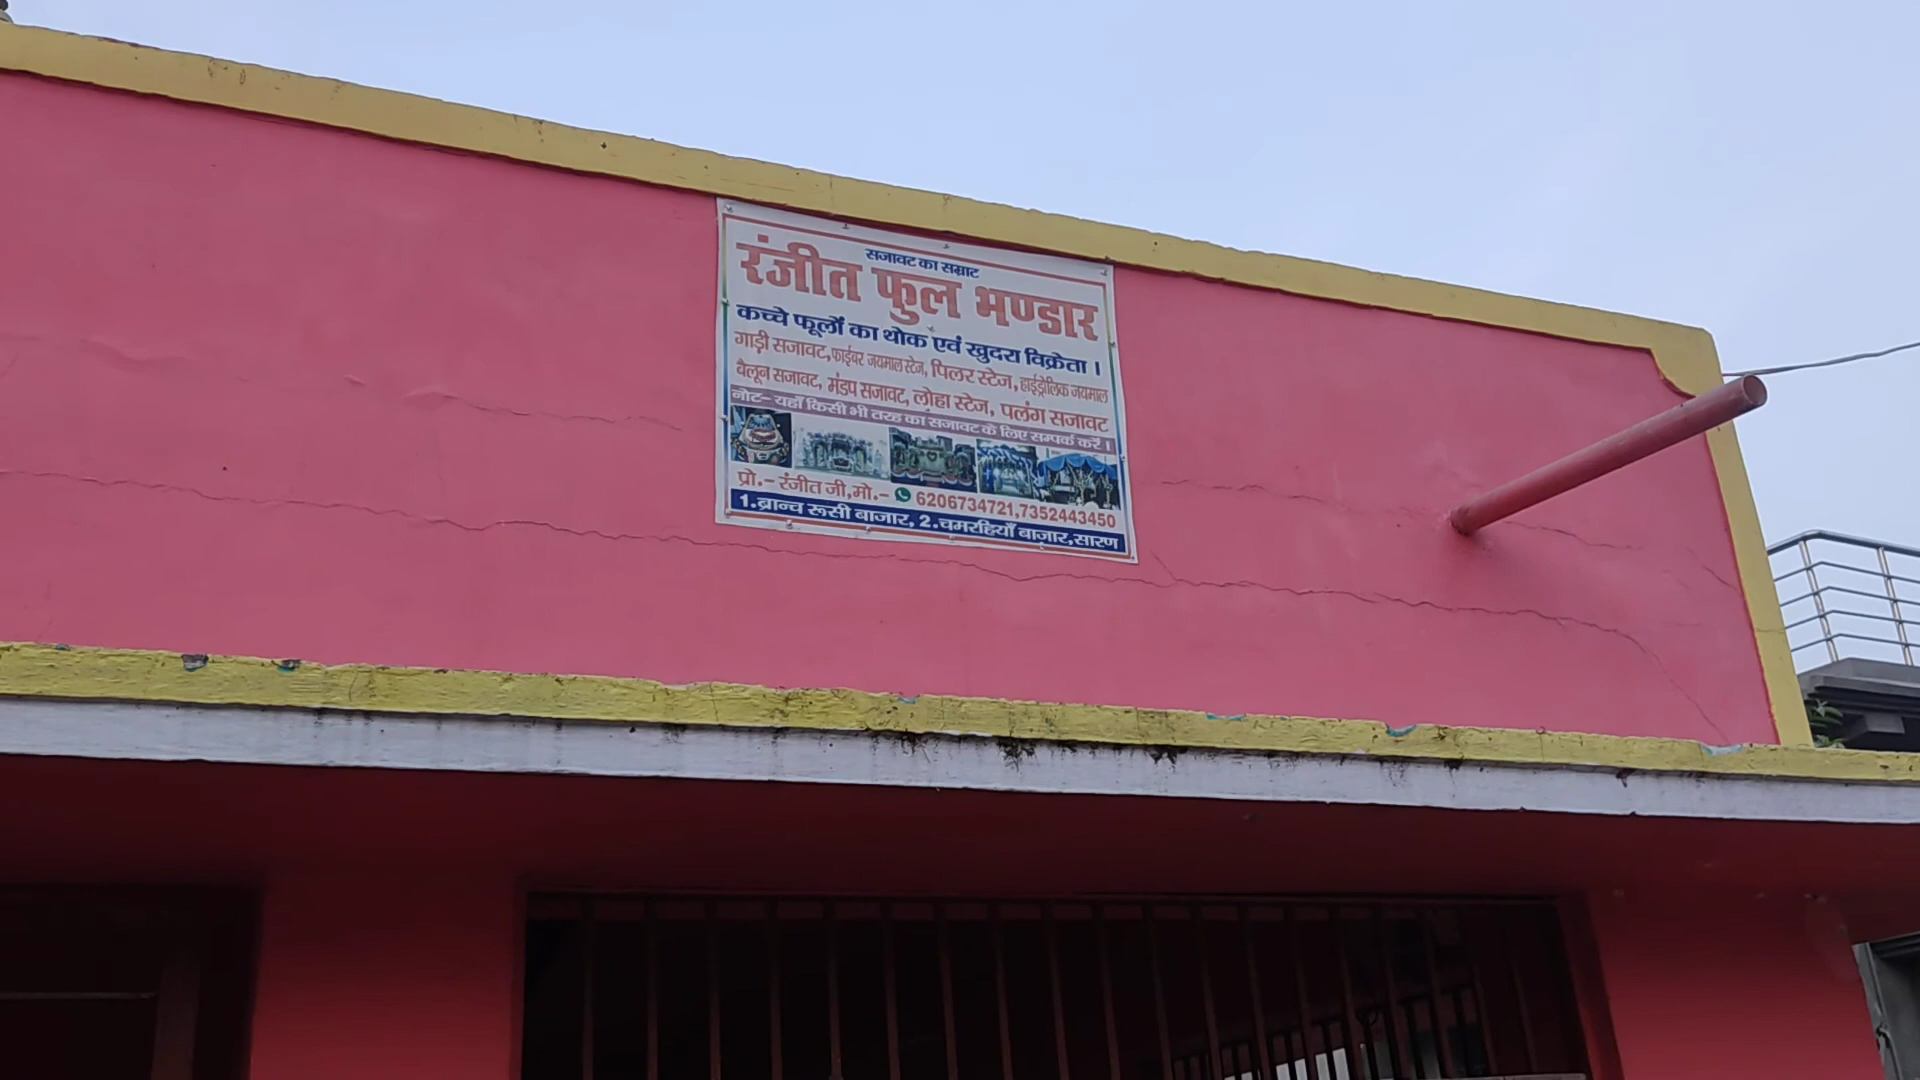 सजावट का सम्राट
रंजीत फुल भण्डार
कच्चे फूलों का थोक एवं खुदरा विक्रेता ।
गाड़ी सजावट, फाईबर जयमाल स्टेज, पिलर स्टेज, हाईड्रोलिक जयमाल
बैलून सजावट, मंडप सजावट, लोहा स्टेज, पलंग सजावट
नोट- यहाँ किसी भी तरह का सजावट के लिए सम्पर्क करें ।
प्रो.- रंजीत जी,मो.- 6206734721,7352443450
1.ब्रान्च रूसी बाजार, 2.चमरहियाँ बाजार,सारण